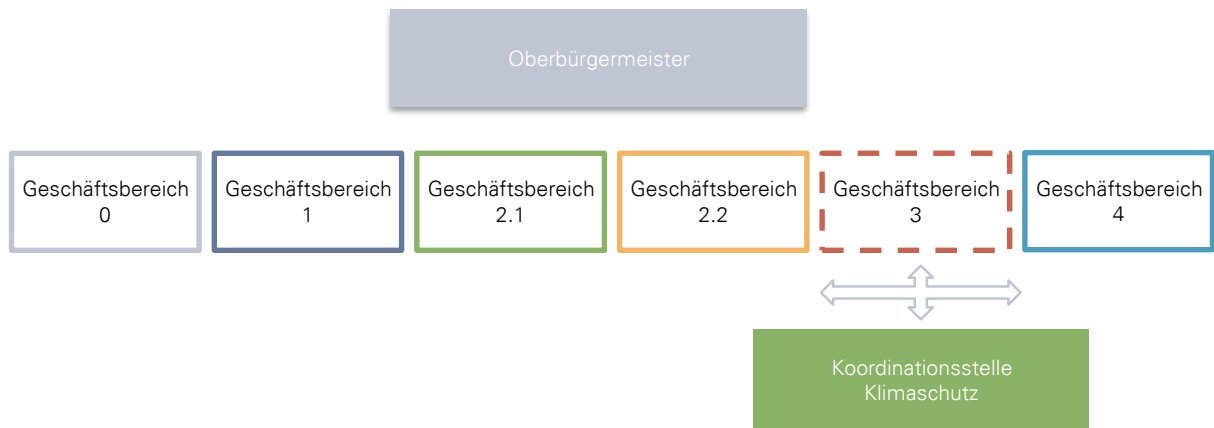 Oberbürgermeister
Geschäftsbereich
0
Geschäftsbereich
1
Geschäftsbereich
2.1
Geschäftsbereich
2.2
Geschäftsbereich
3
Geschäftsbereich
4
Koordinationsstelle
Klimaschutz